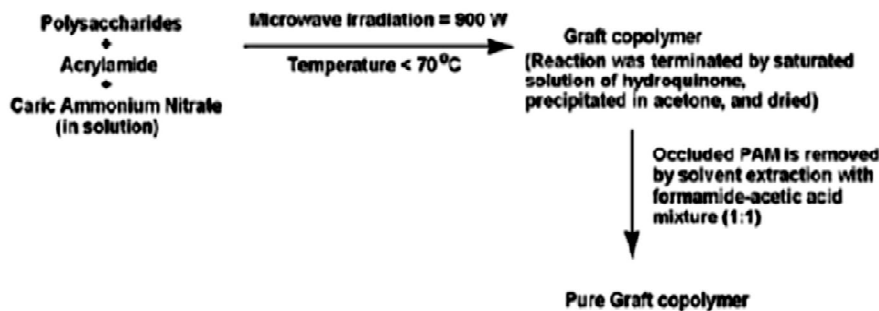 Polysaccharides
+
Acrylamide
+
Caric Ammonium Nitrate
(in solution)
Microwave Irradiation = 900 W
Temperature < 70°C
Graft copolymer
(Reaction was terminated by saturated
solution of hydroquinone,
precipitated in acetone, and dried)
Occluded PAM is removed
by solvent extraction with
formamide-acetic acid
mixture (1:1)
Pure Graft copolymer